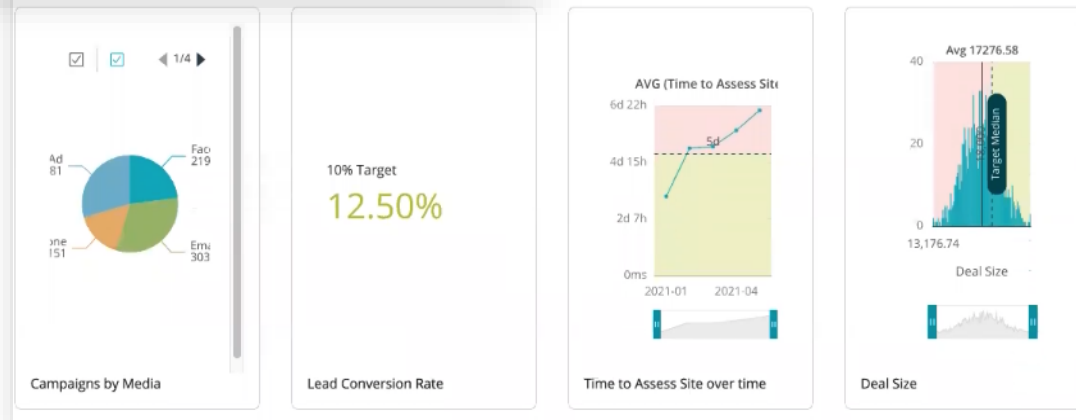 1/4
Ad
81
Fac
219
one
151
Ema
303
Campaigns by Media
10% Target
12.50%
Lead Conversion Rate
AVG (Time to Assess Site
6d 22h
5d
4d 15h
2d 7h
0ms
2021-01 2021-04
Time to Assess Site over time
Avg 17276.58
40
20
0
Target Median
13,176.74
Deal Size
Deal Size